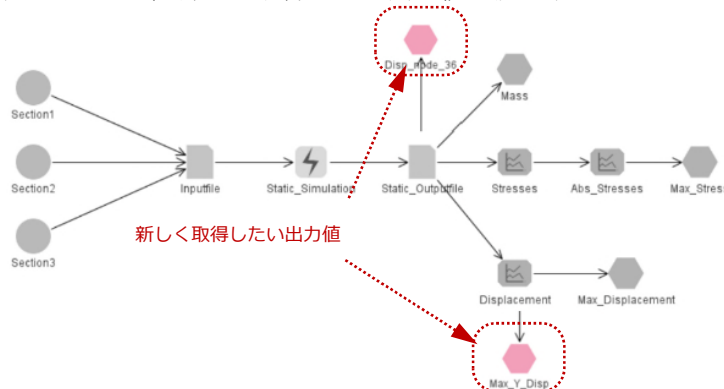 Disp_node_36
Mass
Section1
Section2
Inputfile
Static_Simulation
Static_Outputfile
Stresses
Abs_Stresses
Max_Stress
Section3
新しく取得したい出力値
Displacement
Max_Displacement
Max_Y_Disp